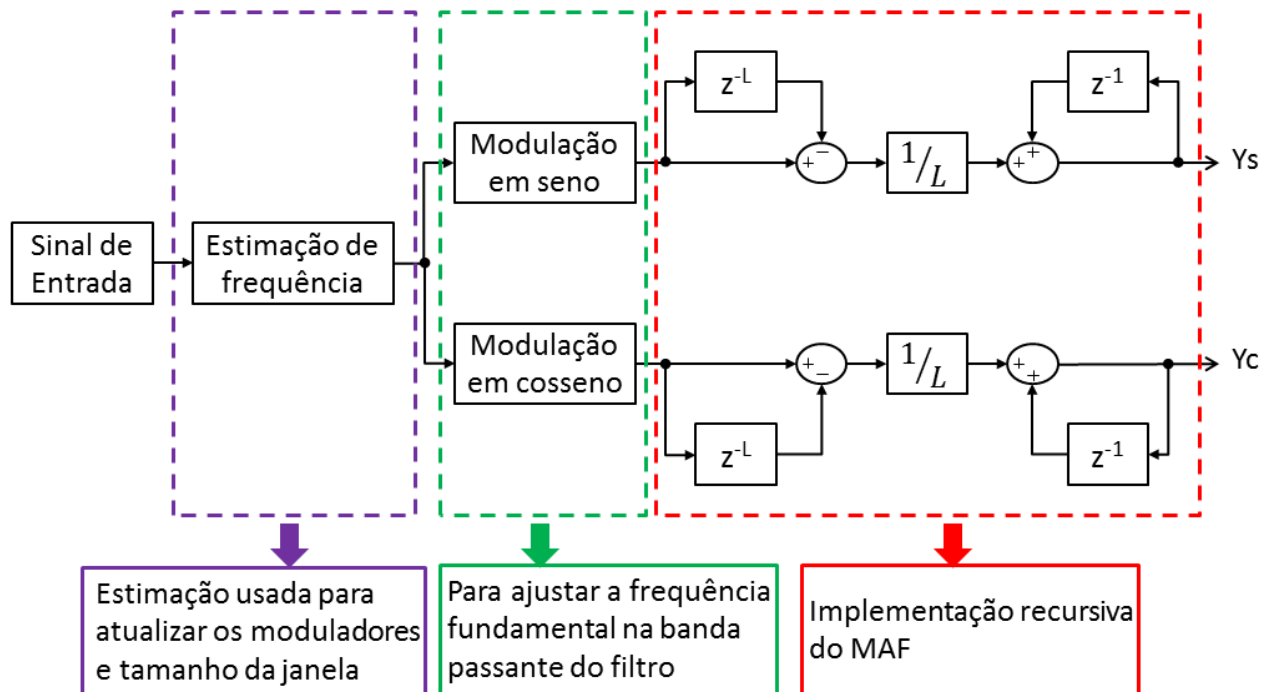 z⁻ᴸ
z⁻¹
Modulação
em seno
+
−
1/L
+
+
Ys
Sinal de
Entrada
Estimação de
frequência
Modulação
em cosseno
+
−
1/L
+
+
Yc
z⁻ᴸ
z⁻¹
Estimação usada para
atualizar os moduladores
e tamanho da janela
Para ajustar a frequência
fundamental na banda
passante do filtro
Implementação recursiva
do MAF